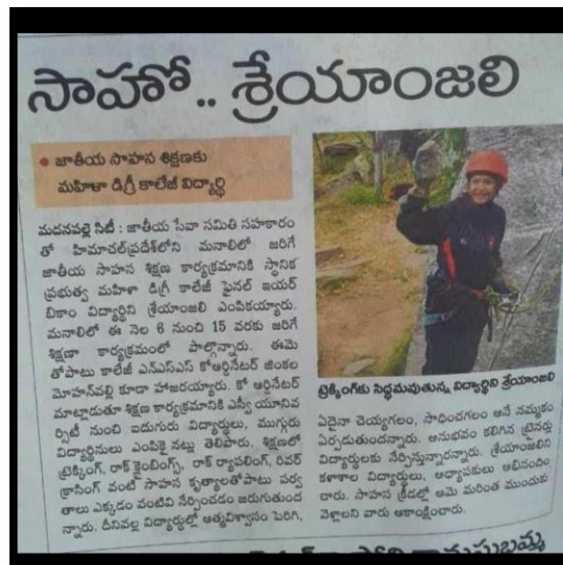 సాహో.. శ్రేయాంజలి
• జాతీయ సాహస శిక్షణకు
మహిళా డిగ్రీ కాలేజీ విద్యార్థి
మదనపల్లె సిటీ : జాతీయ సేవా సమితి సహకారం
తో హిమాచల్‌ప్రదేశ్‌లోని మనాలిలో జరిగే
జాతీయ సాహస శిక్షణ కార్యక్రమానికి స్థానిక
ప్రభుత్వ మహిళా డిగ్రీ కాలేజీ ఫైనల్ ఇయర్
బికాం విద్యార్థిని శ్రేయాంజలి ఎంపికయ్యారు.
మనాలిలో ఈ నెల 6 నుంచి 15 వరకు జరిగే
శిక్షణా కార్యక్రమంలో పాల్గొన్నారు. ఈమె
తోపాటు కాలేజీ ఎన్ఎస్ఎస్ కోఆర్డినేటర్ జింకల
మోహన్‌వల్లి కూడా హాజరయ్యారు. కో ఆర్డినేటర్
మాట్లాడుతూ శిక్షణ కార్యక్రమానికి ఎస్వీ యూనివ
ర్సిటీ నుంచి ఐదుగురు విద్యార్థులు, ముగ్గురు
విద్యార్థినులు ఎంపికై నట్లు తెలిపారు. శిక్షణలో
ట్రెక్కింగ్, రాక్ క్లైంబింగ్స్, రాక్ ర్యాపలింగ్, రివర్
క్రాసింగ్ వంటి సాహస కృత్యాలతోపాటు పర్వ
తాలు ఎక్కడం వంటివి నేర్పించడం జరుగుతుంద
న్నారు. దీనివల్ల విద్యార్థుల్లో ఆత్మవిశ్వాసం పెరిగి,
ట్రెక్కింగ్‌కు సిద్ధమవుతున్న విద్యార్థిని శ్రేయాంజలి
ఏదైనా చెయ్యగలం, సాధించగలం అనే నమ్మకం
ఏర్పడుతుందన్నారు. అనుభవం కలిగిన ట్రైనర్లు
విద్యార్థులకు నేర్పిస్తున్నారన్నారు. శ్రేయాంజలిని
కళాశాల విద్యార్థులు, అధ్యాపకులు అభినందిం
చారు. సాహస క్రీడల్లో ఆమె మరింత ముందుకు
వెళ్లాలని వారు ఆకాంక్షించారు.